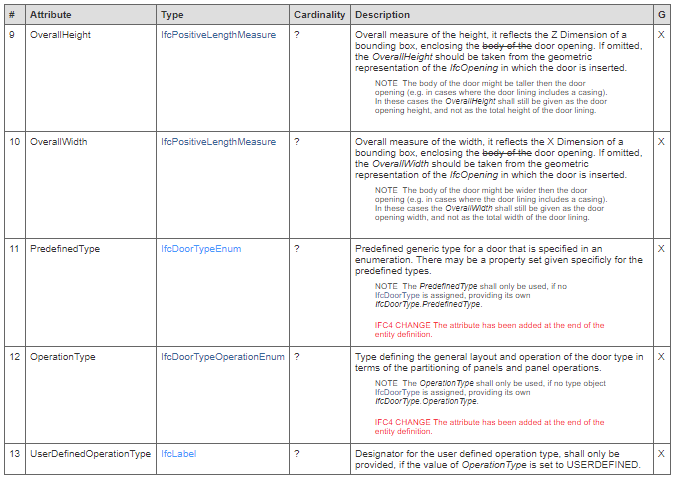 # Attribute Type Cardinality Description G
9 OverallHeight IfcPositiveLengthMeasure ? Overall measure of the height, it reflects the Z Dimension of a X
bounding box, enclosing the body of the door opening. If omitted,
the OverallHeight should be taken from the geometric
representation of the IfcOpening in which the door is inserted.
NOTE The body of the door might be taller then the door
opening (e.g. in cases where the door lining includes a casing).
In these cases the OverallHeight shall still be given as the door
opening height, and not as the total height of the door lining.
10 OverallWidth IfcPositiveLengthMeasure ? Overall measure of the width, it reflects the X Dimension of a X
bounding box, enclosing the body of the door opening. If omitted,
the OverallWidth should be taken from the geometric
representation of the IfcOpening in which the door is inserted.
NOTE The body of the door might be wider then the door
opening (e.g. in cases where the door lining includes a casing).
In these cases the OverallWidth shall still be given as the door
opening width, and not as the total width of the door lining.
11 PredefinedType IfcDoorTypeEnum ? Predefined generic type for a door that is specified in an X
enumeration. There may be a property set given specificly for the
predefined types.
NOTE The PredefinedType shall only be used, if no
IfcDoorType is assigned, providing its own
IfcDoorType.PredefinedType.
IFC4 CHANGE The attribute has been added at the end of the
entity definition.
12 OperationType IfcDoorTypeOperationEnum ? Type defining the general layout and operation of the door type in X
terms of the partitioning of panels and panel operations.
NOTE The OperationType shall only be used, if no type object
IfcDoorType is assigned, providing its own
IfcDoorType.OperationType.
IFC4 CHANGE The attribute has been added at the end of the
entity definition.
13 UserDefinedOperationType IfcLabel ? Designator for the user defined operation type, shall only be X
provided, if the value of OperationType is set to USERDEFINED.